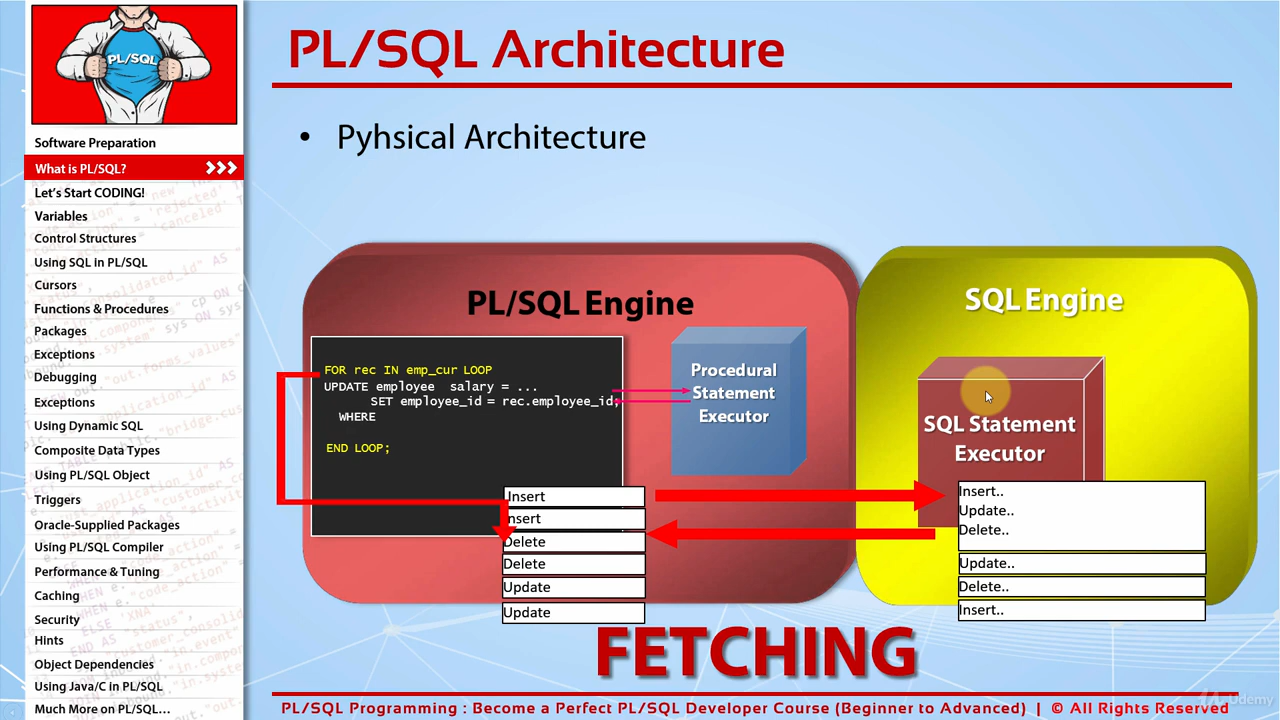 PL/SQL
Software Preparation
What is PL/SQL?
Let's Start CODING!
Variables
Control Structures
Using SQL in PL/SQL
Cursors
Functions & Procedures
Packages
Exceptions
Debugging
Exceptions
Using Dynamic SQL
Composite Data Types
Using PL/SQL Object
Triggers
Oracle-Supplied Packages
Using PL/SQL Compiler
Performance & Tuning
Caching
Security
Hints
Object Dependencies
Using Java/C in PL/SQL
Much More on PL/SQL...
PL/SQL Architecture
• Pyhsical Architecture
PL/SQL Engine
FOR rec IN emp_cur LOOP
UPDATE employee salary = ...
SET employee_id = rec.employee_id;
WHERE
END LOOP;
Procedural
Statement
Executor
Insert
nsert
Delete
Delete
Update
Update
SQL Engine
SQL Statement
Executor
Insert..
Update..
Delete..
Update..
Delete..
Insert..
FETCHING
PL/SQL Programming : Become a Perfect PL/SQL Developer Course (Beginner to Advanced) | © All Rights Reserved
Udemy